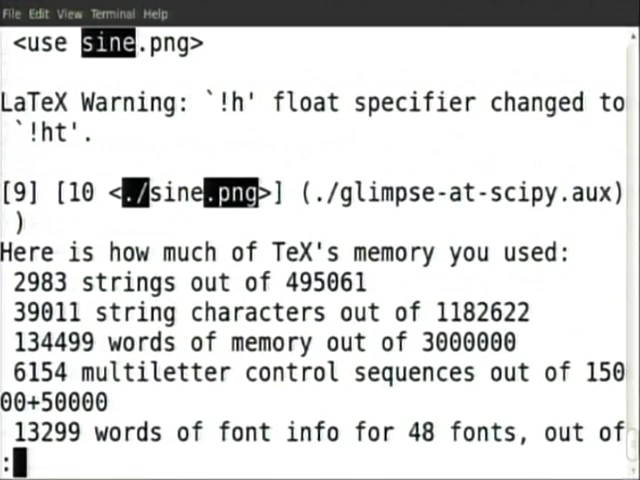 File Edit View Terminal Help
<use sine.png>
LaTeX Warning: `!h' float specifier changed to
`!ht'.
[9] [10 <./sine.png>] (./glimpse-at-scipy.aux)
)
Here is how much of TeX's memory you used:
2983 strings out of 495061
39011 string characters out of 1182622
134499 words of memory out of 3000000
6154 multiletter control sequences out of 150
00+50000
13299 words of font info for 48 fonts, out of
: